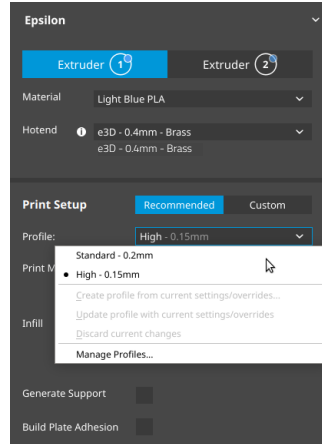 Epsilon
Extruder 1 Extruder 2
Material Light Blue PLA
Hotend i e3D - 0.4mm - Brass
e3D - 0.4mm - Brass
Print Setup Recommended Custom
Profile: High - 0.15mm
Standard - 0.2mm
Print M
• High - 0.15mm
Create profile from current settings/overrides...
Update profile with current settings/overrides
Infill
Discard current changes
Manage Profiles...
Generate Support
Build Plate Adhesion